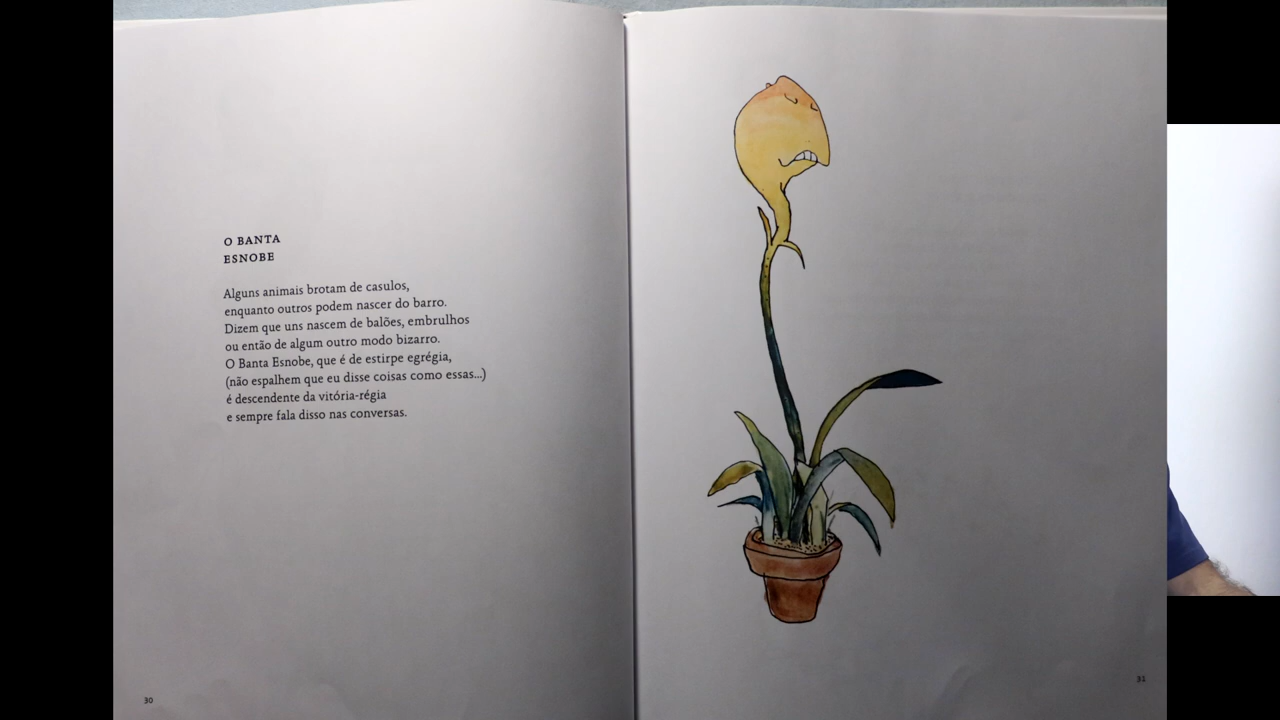 O BANTA
ESNOBE
Alguns animais brotam de casulos,
enquanto outros podem nascer do barro.
Dizem que uns nascem de balões, embrulhos
ou então de algum outro modo bizarro.
O Banta Esnobe, que é de estirpe egrégia,
(não espalhem que eu disse coisas como essas...)
é descendente da vitória-régia
e sempre fala disso nas conversas.
30
31